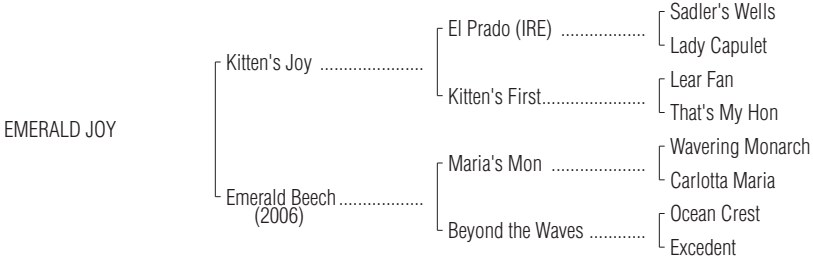 Sadler's Wells
El Prado (IRE) ...................
Lady Capulet
Kitten's Joy ......................
Lear Fan
Kitten's First......................
That's My Hon
EMERALD JOY
Wavering Monarch
Maria's Mon ....................
Carlotta Maria
Emerald Beech ..................
(2006)
Ocean Crest
Beyond the Waves ............
Excedent